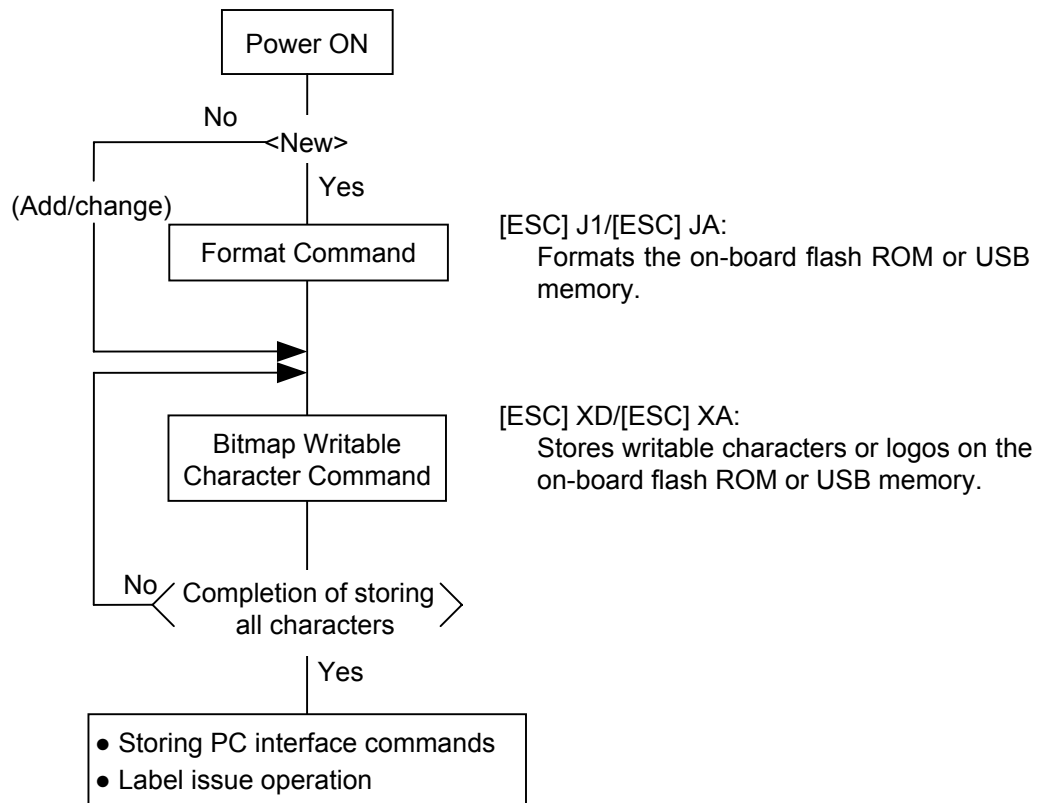 Power ON
No
<New>
Yes
(Add/change)
Format Command
[ESC] J1/[ESC] JA:
Formats the on-board flash ROM or USB
memory.
Bitmap Writable
Character Command
[ESC] XD/[ESC] XA:
Stores writable characters or logos on the
on-board flash ROM or USB memory.
No
Completion of storing
all characters
Yes
● Storing PC interface commands
● Label issue operation